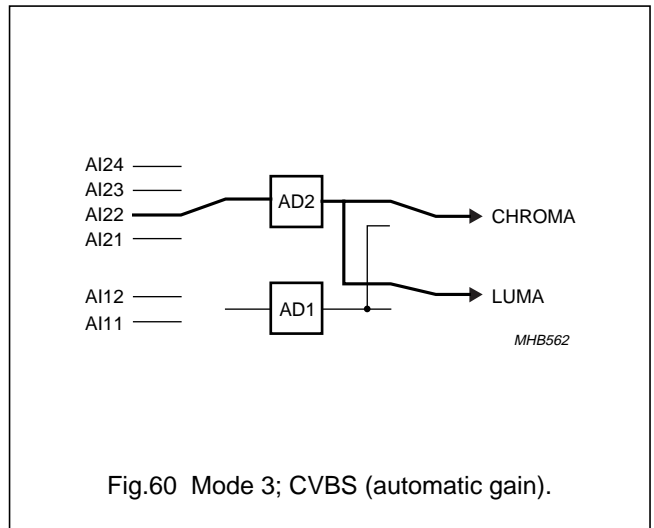 AI24
AI23
AI22
AI21
AD2
CHROMA
AI12
AI11
AD1
LUMA
MHB562
Fig.60 Mode 3; CVBS (automatic gain).